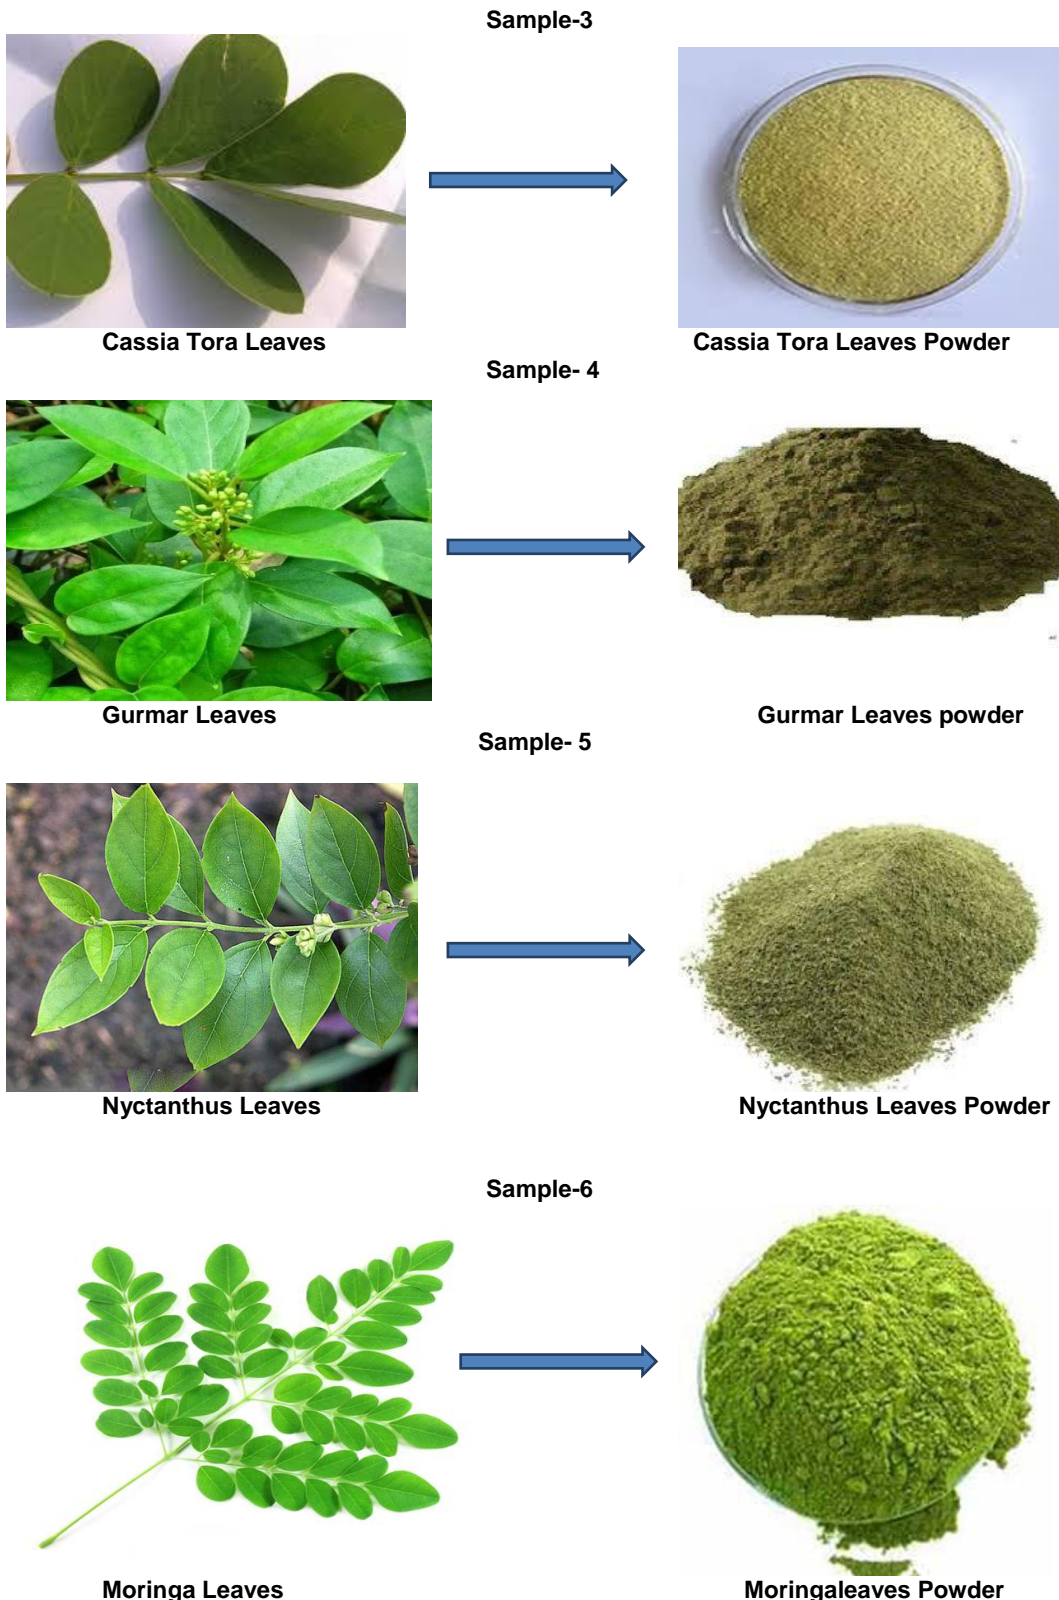 Sample-3
Cassia Tora Leaves
Cassia Tora Leaves Powder
Sample- 4
Gurmar Leaves
Gurmar Leaves powder
Sample- 5
Nyctanthus Leaves
Nyctanthus Leaves Powder
Sample-6
Moringa Leaves
Moringaleaves Powder